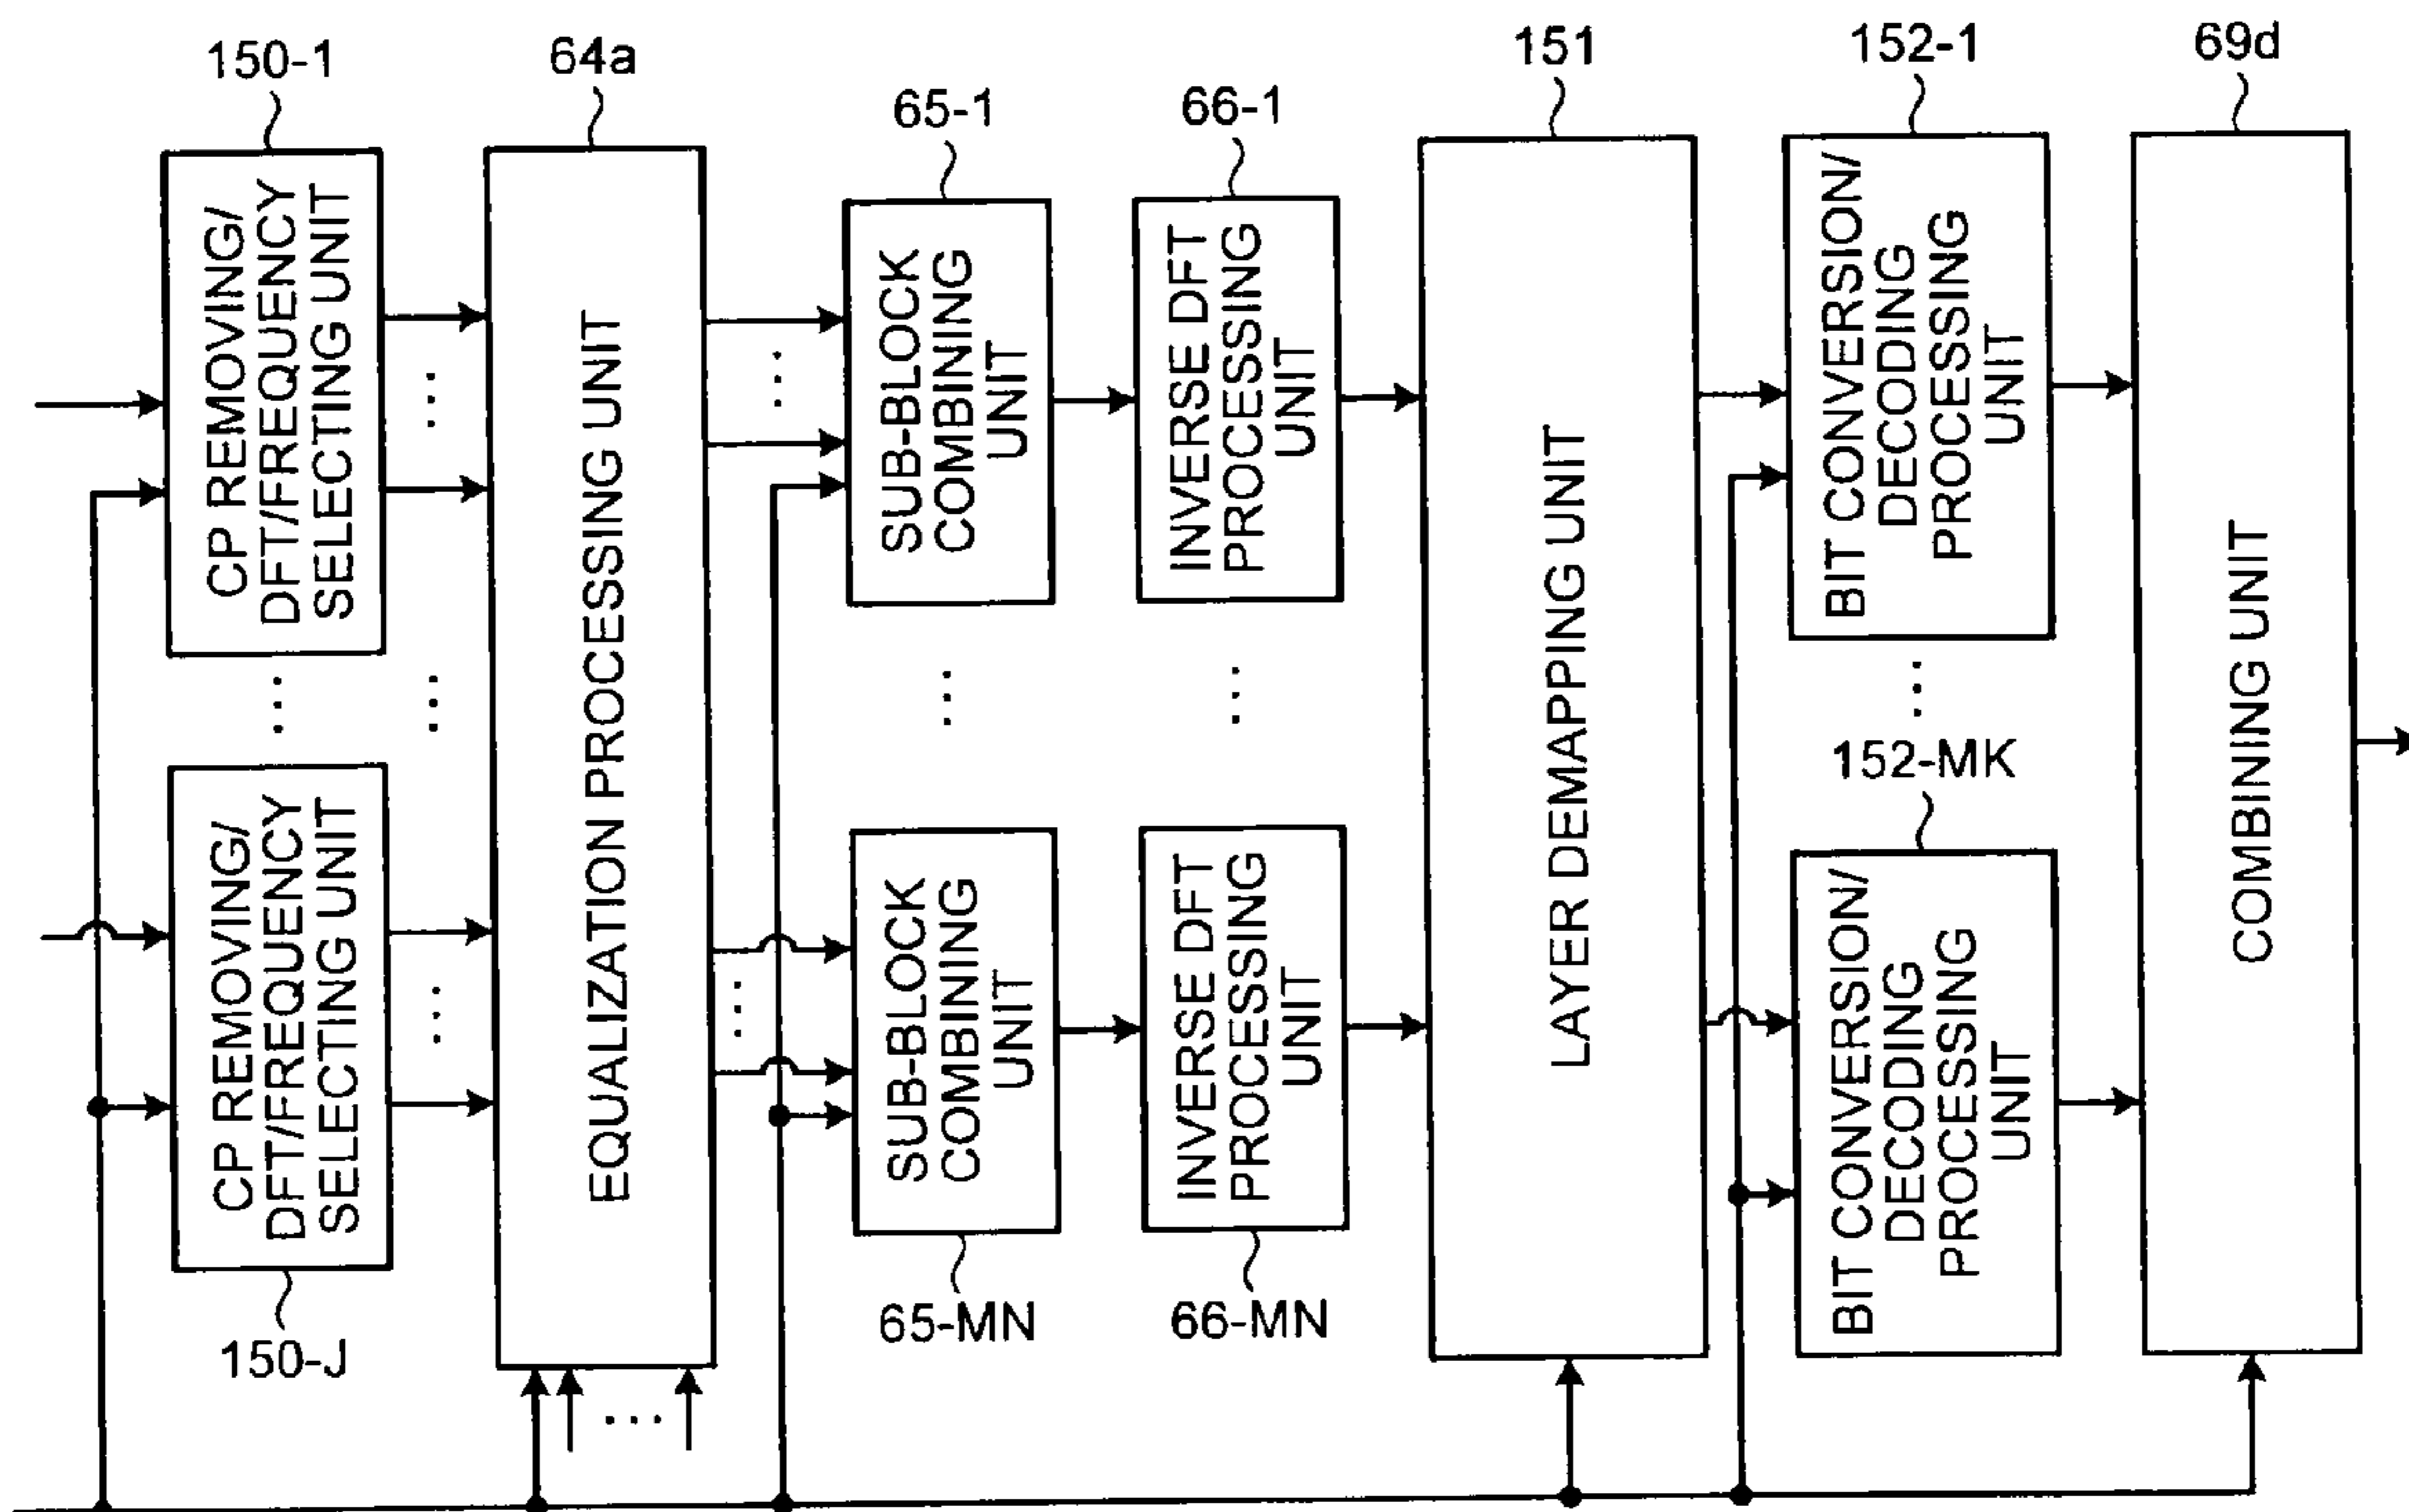 150-1
64a
65-1
66-1
151
152-1
69d
CP REMOVING/
DFT/FREQUENCY
SELECTING UNIT
EQUALIZATION PROCESSING UNIT
SUB-BLOCK
COMBINING
UNIT
INVERSE DFT
PROCESSING
UNIT
LAYER DEMAPPING UNIT
BIT CONVERSION/
DECODING
PROCESSING
UNIT
COMBINING UNIT
CP REMOVING/
DFT/FREQUENCY
SELECTING UNIT
SUB-BLOCK
COMBINING
UNIT
INVERSE DFT
PROCESSING
UNIT
152-MK
BIT CONVERSION/
DECODING
PROCESSING
UNIT
150-J
65-MN
66-MN